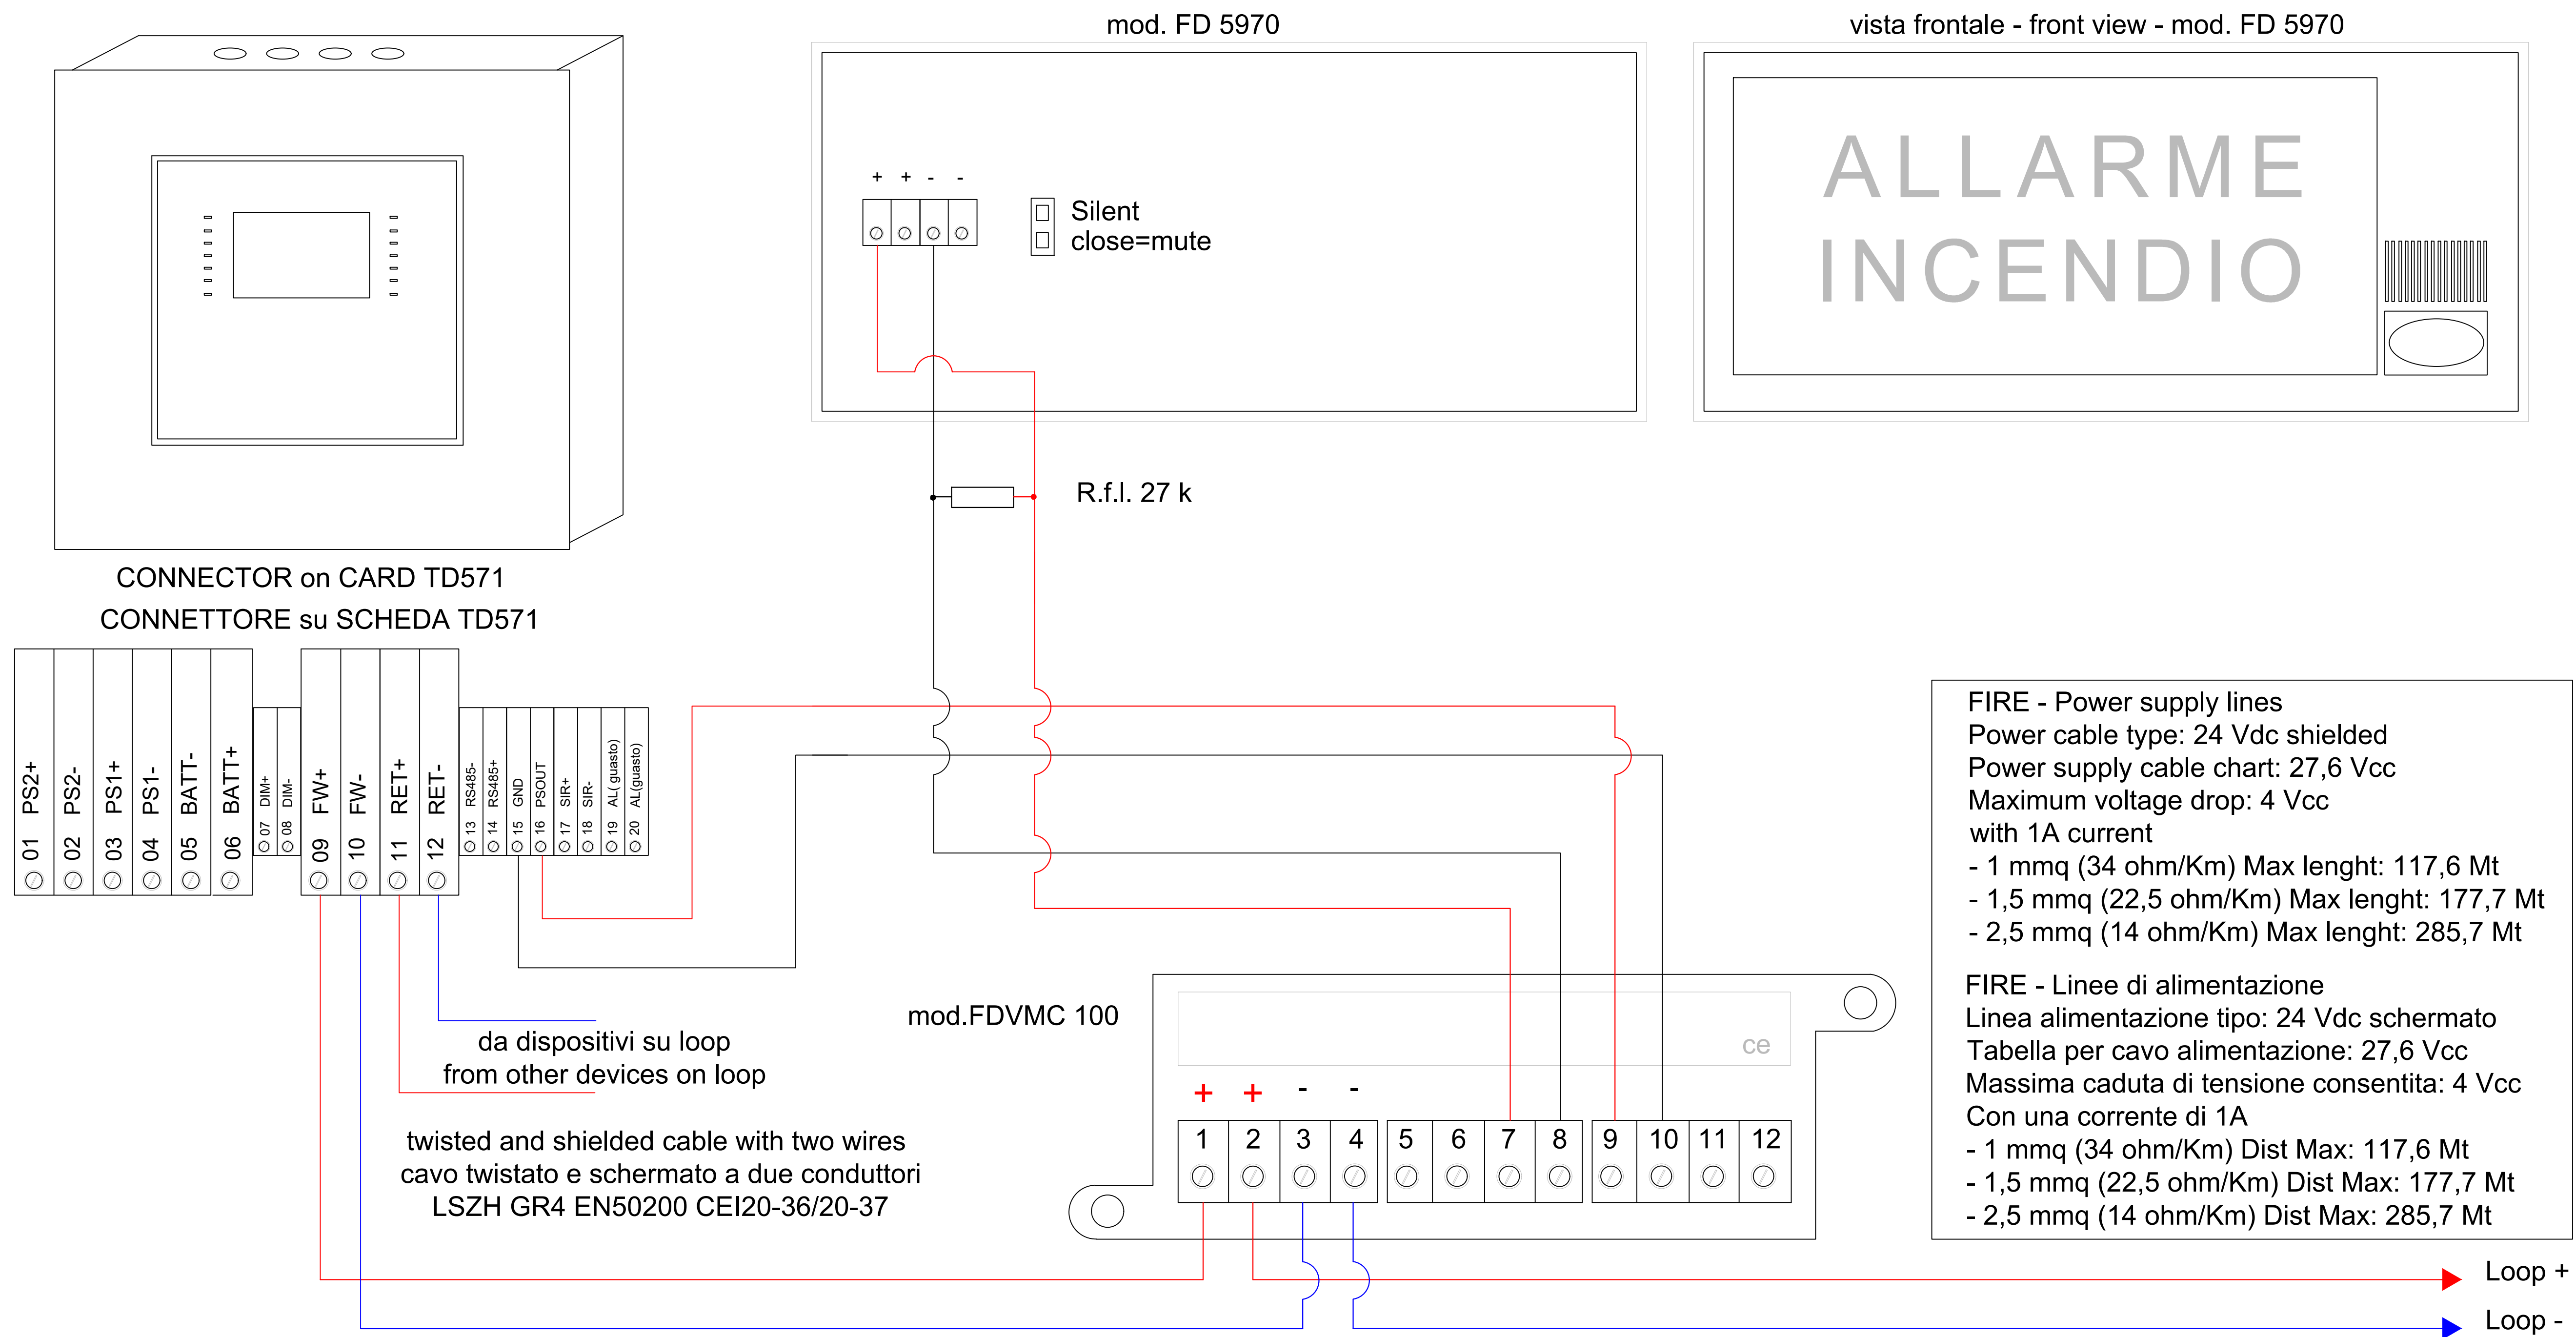 mod. FD 5970
vista frontale - front view - mod. FD 5970
+ + - -
Silent
close=mute
ALLARME
INCENDIO
R.f.l. 27 k
CONNECTOR on CARD TD571
CONNETTORE su SCHEDA TD571
01 PS2+
02 PS2-
03 PS1+
04 PS1-
05 BATT-
06 BATT+
07 DIM+
08 DIM-
09 FW+
10 FW-
11 RET+
12 RET-
13 RS485-
14 RS485+
15 GND
16 PSOUT
17 SIR+
18 SIR-
19 AL( guasto)
20 AL(guasto)
da dispositivi su loop
from other devices on loop
twisted and shielded cable with two wires
cavo twistato e schermato a due conduttori
LSZH GR4 EN50200 CEI20-36/20-37
mod.FDVMC 100
ce
+ + - -
1 2 3 4 5 6 7 8 9 10 11 12
FIRE - Power supply lines
Power cable type: 24 Vdc shielded
Power supply cable chart: 27,6 Vcc
Maximum voltage drop: 4 Vcc
with 1A current
- 1 mmq (34 ohm/Km) Max lenght: 117,6 Mt
- 1,5 mmq (22,5 ohm/Km) Max lenght: 177,7 Mt
- 2,5 mmq (14 ohm/Km) Max lenght: 285,7 Mt
FIRE - Linee di alimentazione
Linea alimentazione tipo: 24 Vdc schermato
Tabella per cavo alimentazione: 27,6 Vcc
Massima caduta di tensione consentita: 4 Vcc
Con una corrente di 1A
- 1 mmq (34 ohm/Km) Dist Max: 117,6 Mt
- 1,5 mmq (22,5 ohm/Km) Dist Max: 177,7 Mt
- 2,5 mmq (14 ohm/Km) Dist Max: 285,7 Mt
Loop +
Loop -